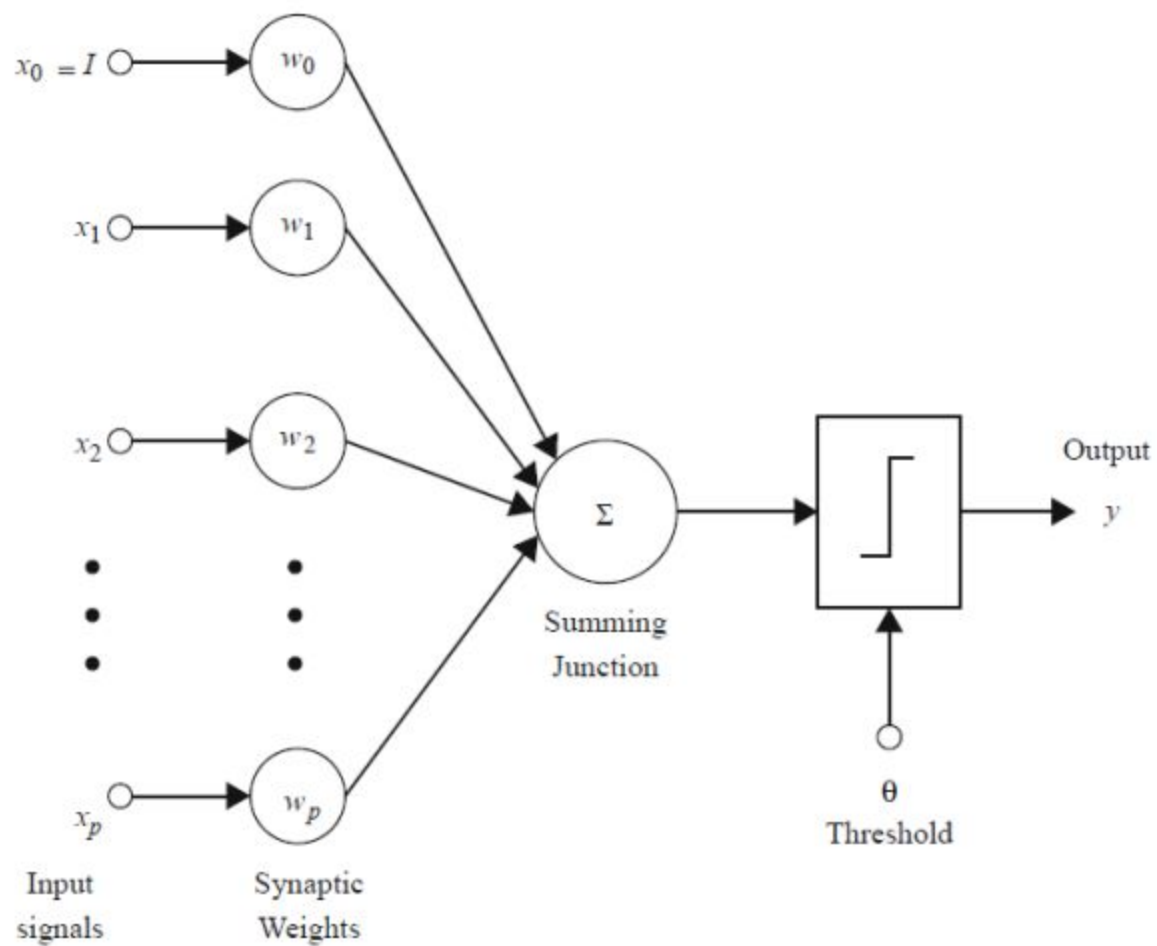 x0 = I
w0
x1
w1
x2
w2
Σ
Output
y
Summing
Junction
xp
wp
θ
Threshold
Input
signals
Synaptic
Weights